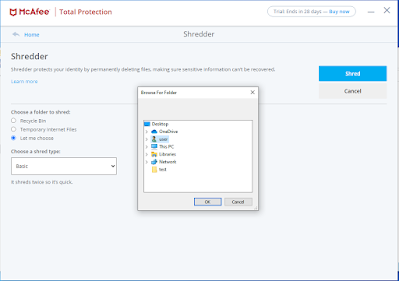 McAfee | Total Protection
Trial: Ends in 28 days — Buy now
Home
Shredder
Shredder
Shredder protects your identity by permanently deleting files, making sure sensitive information can't be recovered.
Learn more
Shred
Cancel
Choose a folder to shred:
Recycle Bin
Temporary Internet Files
Let me choose
Choose a shred type:
Basic
It shreds twice so it's quick.
Browse For Folder
Desktop
OneDrive
user
This PC
Libraries
Network
test
OK
Cancel